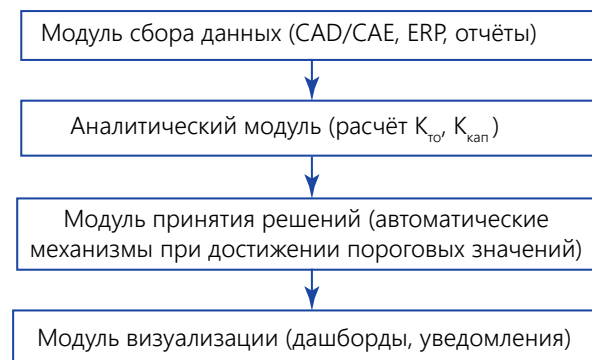 Модуль сбора данных (CAD/CAE, ERP, отчёты)
Аналитический модуль (расчёт Kто, Kкап)
Модуль принятия решений (автоматические
механизмы при достижении пороговых значений)
Модуль визуализации (дашборды, уведомления)